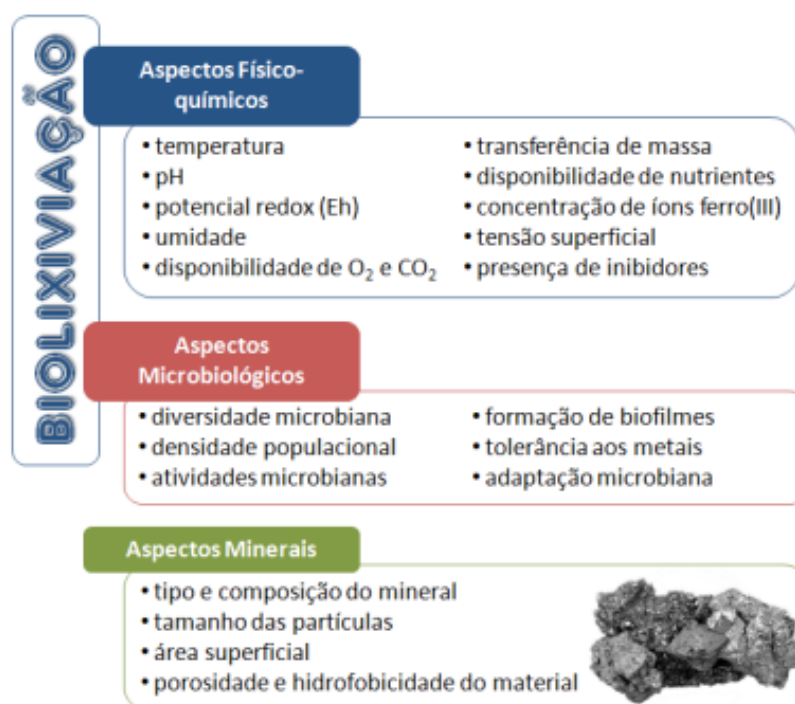 BIOLIXIVIAÇÃO
Aspectos Físico-
químicos
• temperatura
• pH
• potencial redox (Eh)
• umidade
• disponibilidade de O₂ e CO₂
• transferência de massa
• disponibilidade de nutrientes
• concentração de íons ferro(III)
• tensão superficial
• presença de inibidores
Aspectos
Microbiológicos
• diversidade microbiana
• densidade populacional
• atividades microbianas
• formação de biofilmes
• tolerância aos metais
• adaptação microbiana
Aspectos Minerais
• tipo e composição do mineral
• tamanho das partículas
• área superficial
• porosidade e hidrofobicidade do material